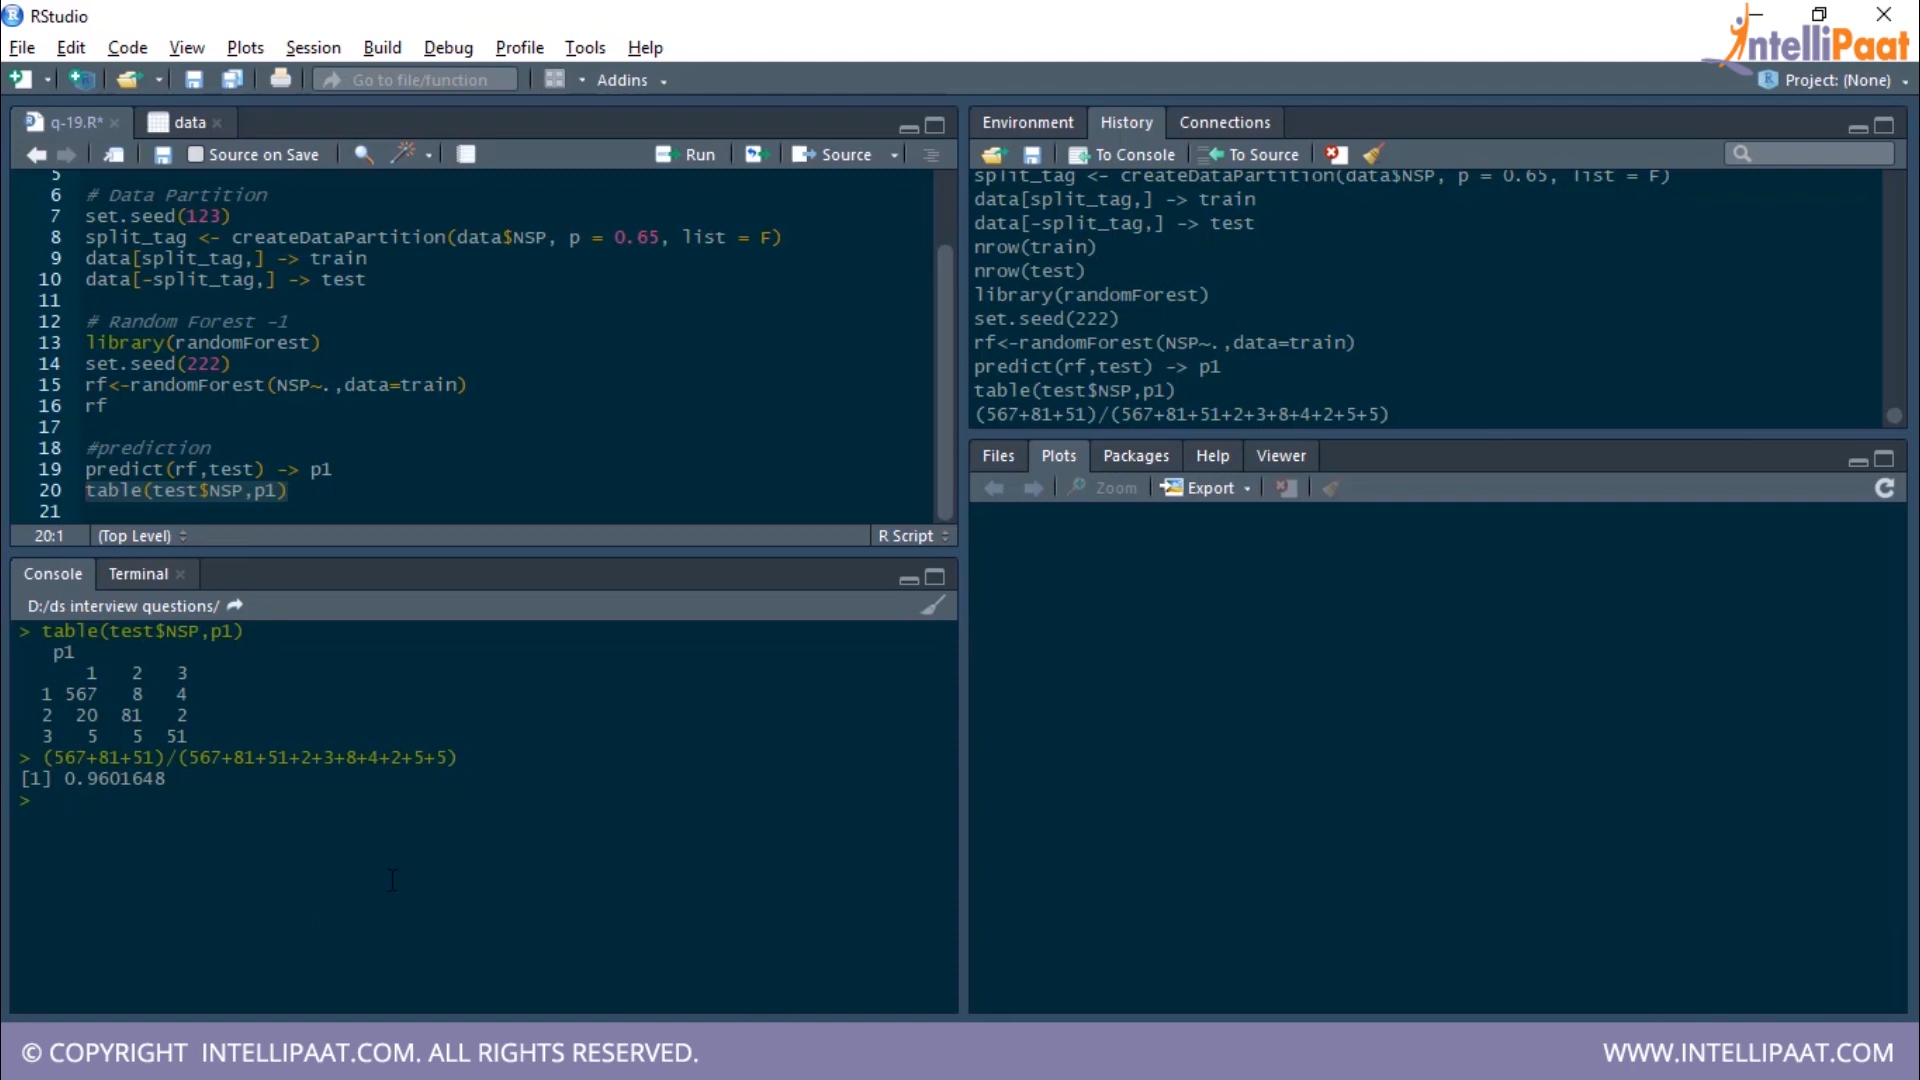 RStudio
IntelliPaat
File Edit Code View Plots Session Build Debug Profile Tools Help
Go to file/function Addins Project: (None)
q-19.R* data
Source on Save Run Source
5
6 # Data Partition
7 set.seed(123)
8 split_tag <- createDataPartition(data$NSP, p = 0.65, list = F)
9 data[split_tag,] -> train
10 data[-split_tag,] -> test
11
12 # Random Forest -1
13 library(randomForest)
14 set.seed(222)
15 rf<-randomForest(NSP~.,data=train)
16 rf
17
18 #prediction
19 predict(rf,test) -> p1
20 table(test$NSP,p1)
21
20:1 (Top Level) R Script
Console Terminal
D:/ds interview questions/
> table(test$NSP,p1)
p1
1 2 3
1 567 8 4
2 20 81 2
3 5 5 51
> (567+81+51)/(567+81+51+2+3+8+4+2+5+5)
[1] 0.9601648
>
Environment History Connections
To Console To Source
split_tag <- createDataPartition(data$NSP, p = 0.65, list = F)
data[split_tag,] -> train
data[-split_tag,] -> test
nrow(train)
nrow(test)
library(randomForest)
set.seed(222)
rf<-randomForest(NSP~.,data=train)
predict(rf,test) -> p1
table(test$NSP,p1)
(567+81+51)/(567+81+51+2+3+8+4+2+5+5)
Files Plots Packages Help Viewer
Zoom Export
© COPYRIGHT INTELLIPAAT.COM. ALL RIGHTS RESERVED.
WWW.INTELLIPAAT.COM